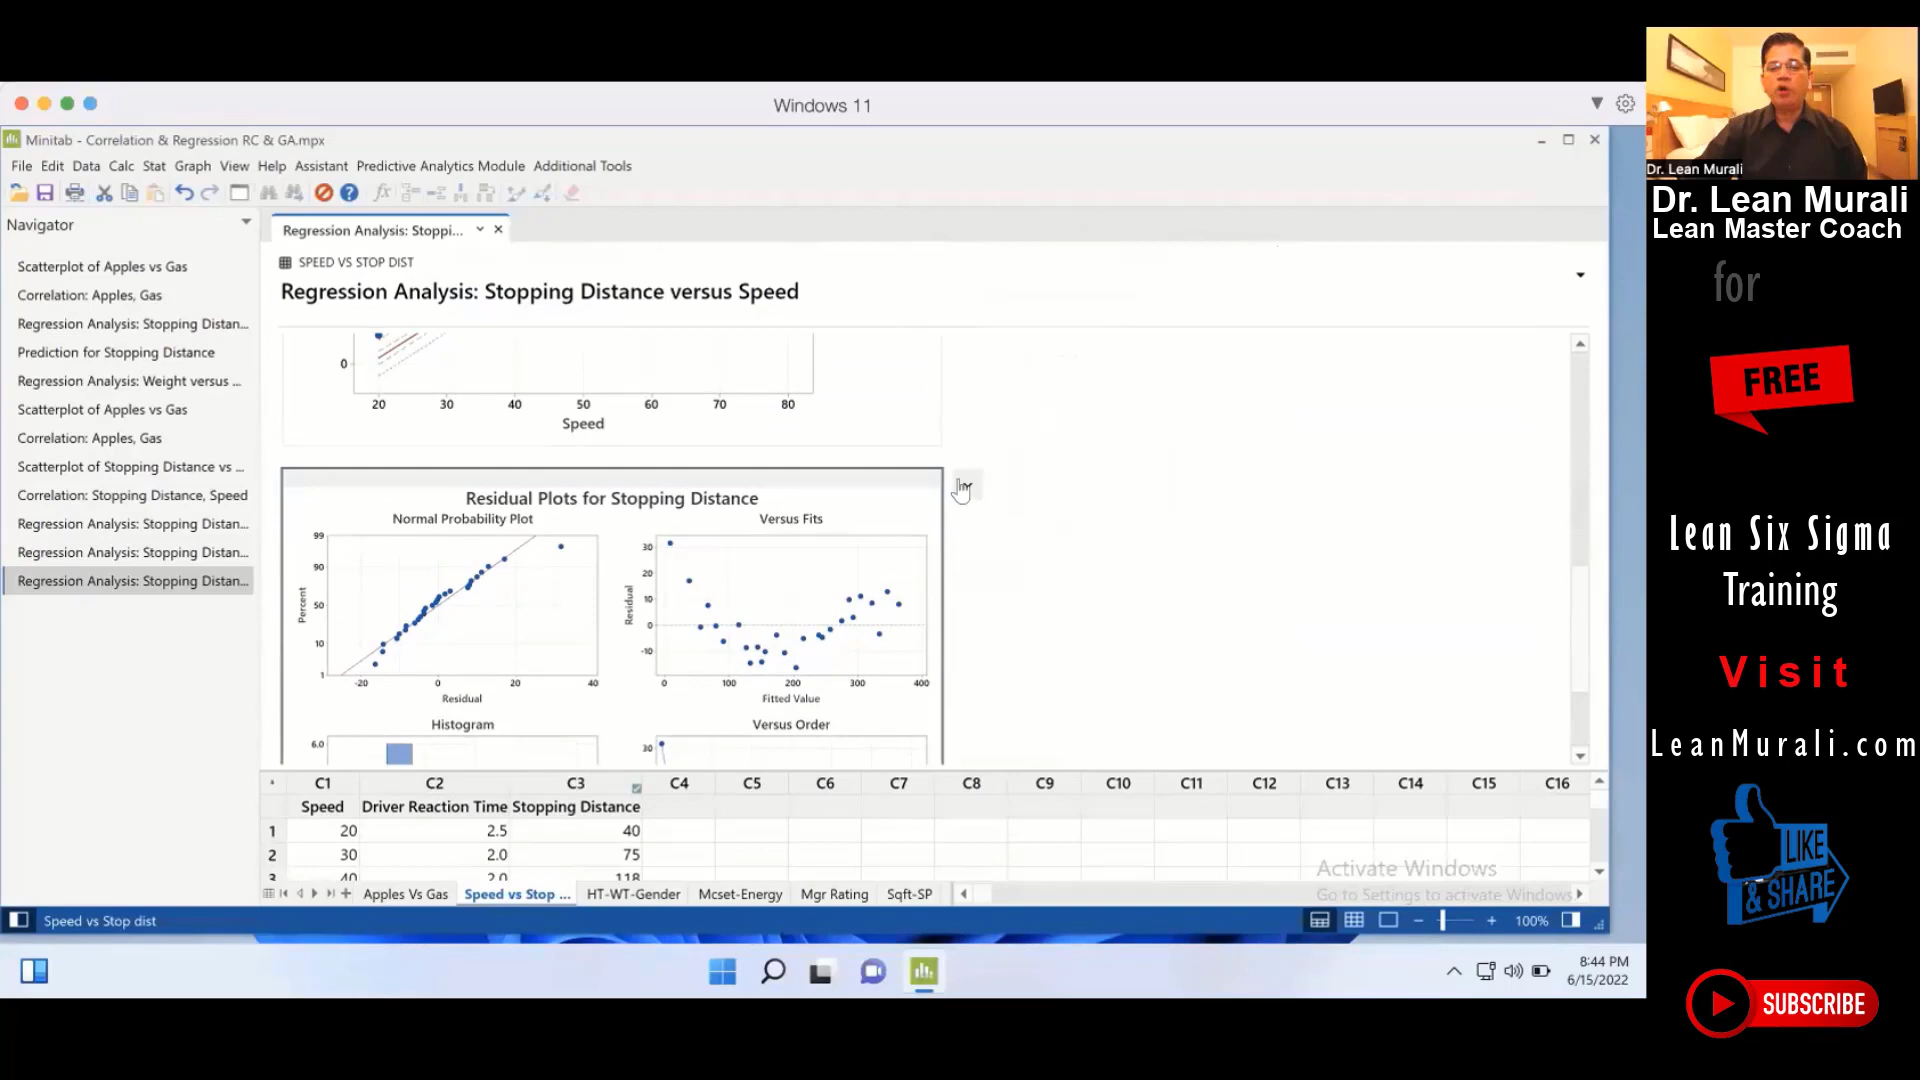 Windows 11
Minitab - Correlation & Regression RC & GA.mpx
File Edit Data Calc Stat Graph View Help Assistant Predictive Analytics Module Additional Tools
Navigator
Scatterplot of Apples vs Gas
Correlation: Apples, Gas
Regression Analysis: Stopping Distan...
Prediction for Stopping Distance
Regression Analysis: Weight versus ...
Scatterplot of Apples vs Gas
Correlation: Apples, Gas
Scatterplot of Stopping Distance vs ...
Correlation: Stopping Distance, Speed
Regression Analysis: Stopping Distan...
Regression Analysis: Stopping Distan...
Regression Analysis: Stopping Distan...
Regression Analysis: Stoppi...
SPEED VS STOP DIST
Regression Analysis: Stopping Distance versus Speed
0
20 30 40 50 60 70 80
Speed
Residual Plots for Stopping Distance
Normal Probability Plot
99
90
50
10
1
Percent
-20 0 20 40
Residual
Versus Fits
30
20
10
0
-10
Residual
0 100 200 300 400
Fitted Value
Histogram
6.0
Versus Order
30
C1 C2 C3 C4 C5 C6 C7 C8 C9 C10 C11 C12 C13 C14 C15 C16
Speed Driver Reaction Time Stopping Distance
1 20 2.5 40
2 30 2.0 75
3 40 2.0 118
Activate Windows
Go to Settings to activate Windows.
Apples Vs Gas Speed vs Stop ... HT-WT-Gender Mcset-Energy Mgr Rating Sqft-SP
Speed vs Stop dist
100%
8:44 PM
6/15/2022
Dr. Lean Murali
Dr. Lean Murali
Lean Master Coach
for
FREE
Lean Six Sigma
Training
Visit
LeanMurali.com
LIKE
& SHARE
SUBSCRIBE